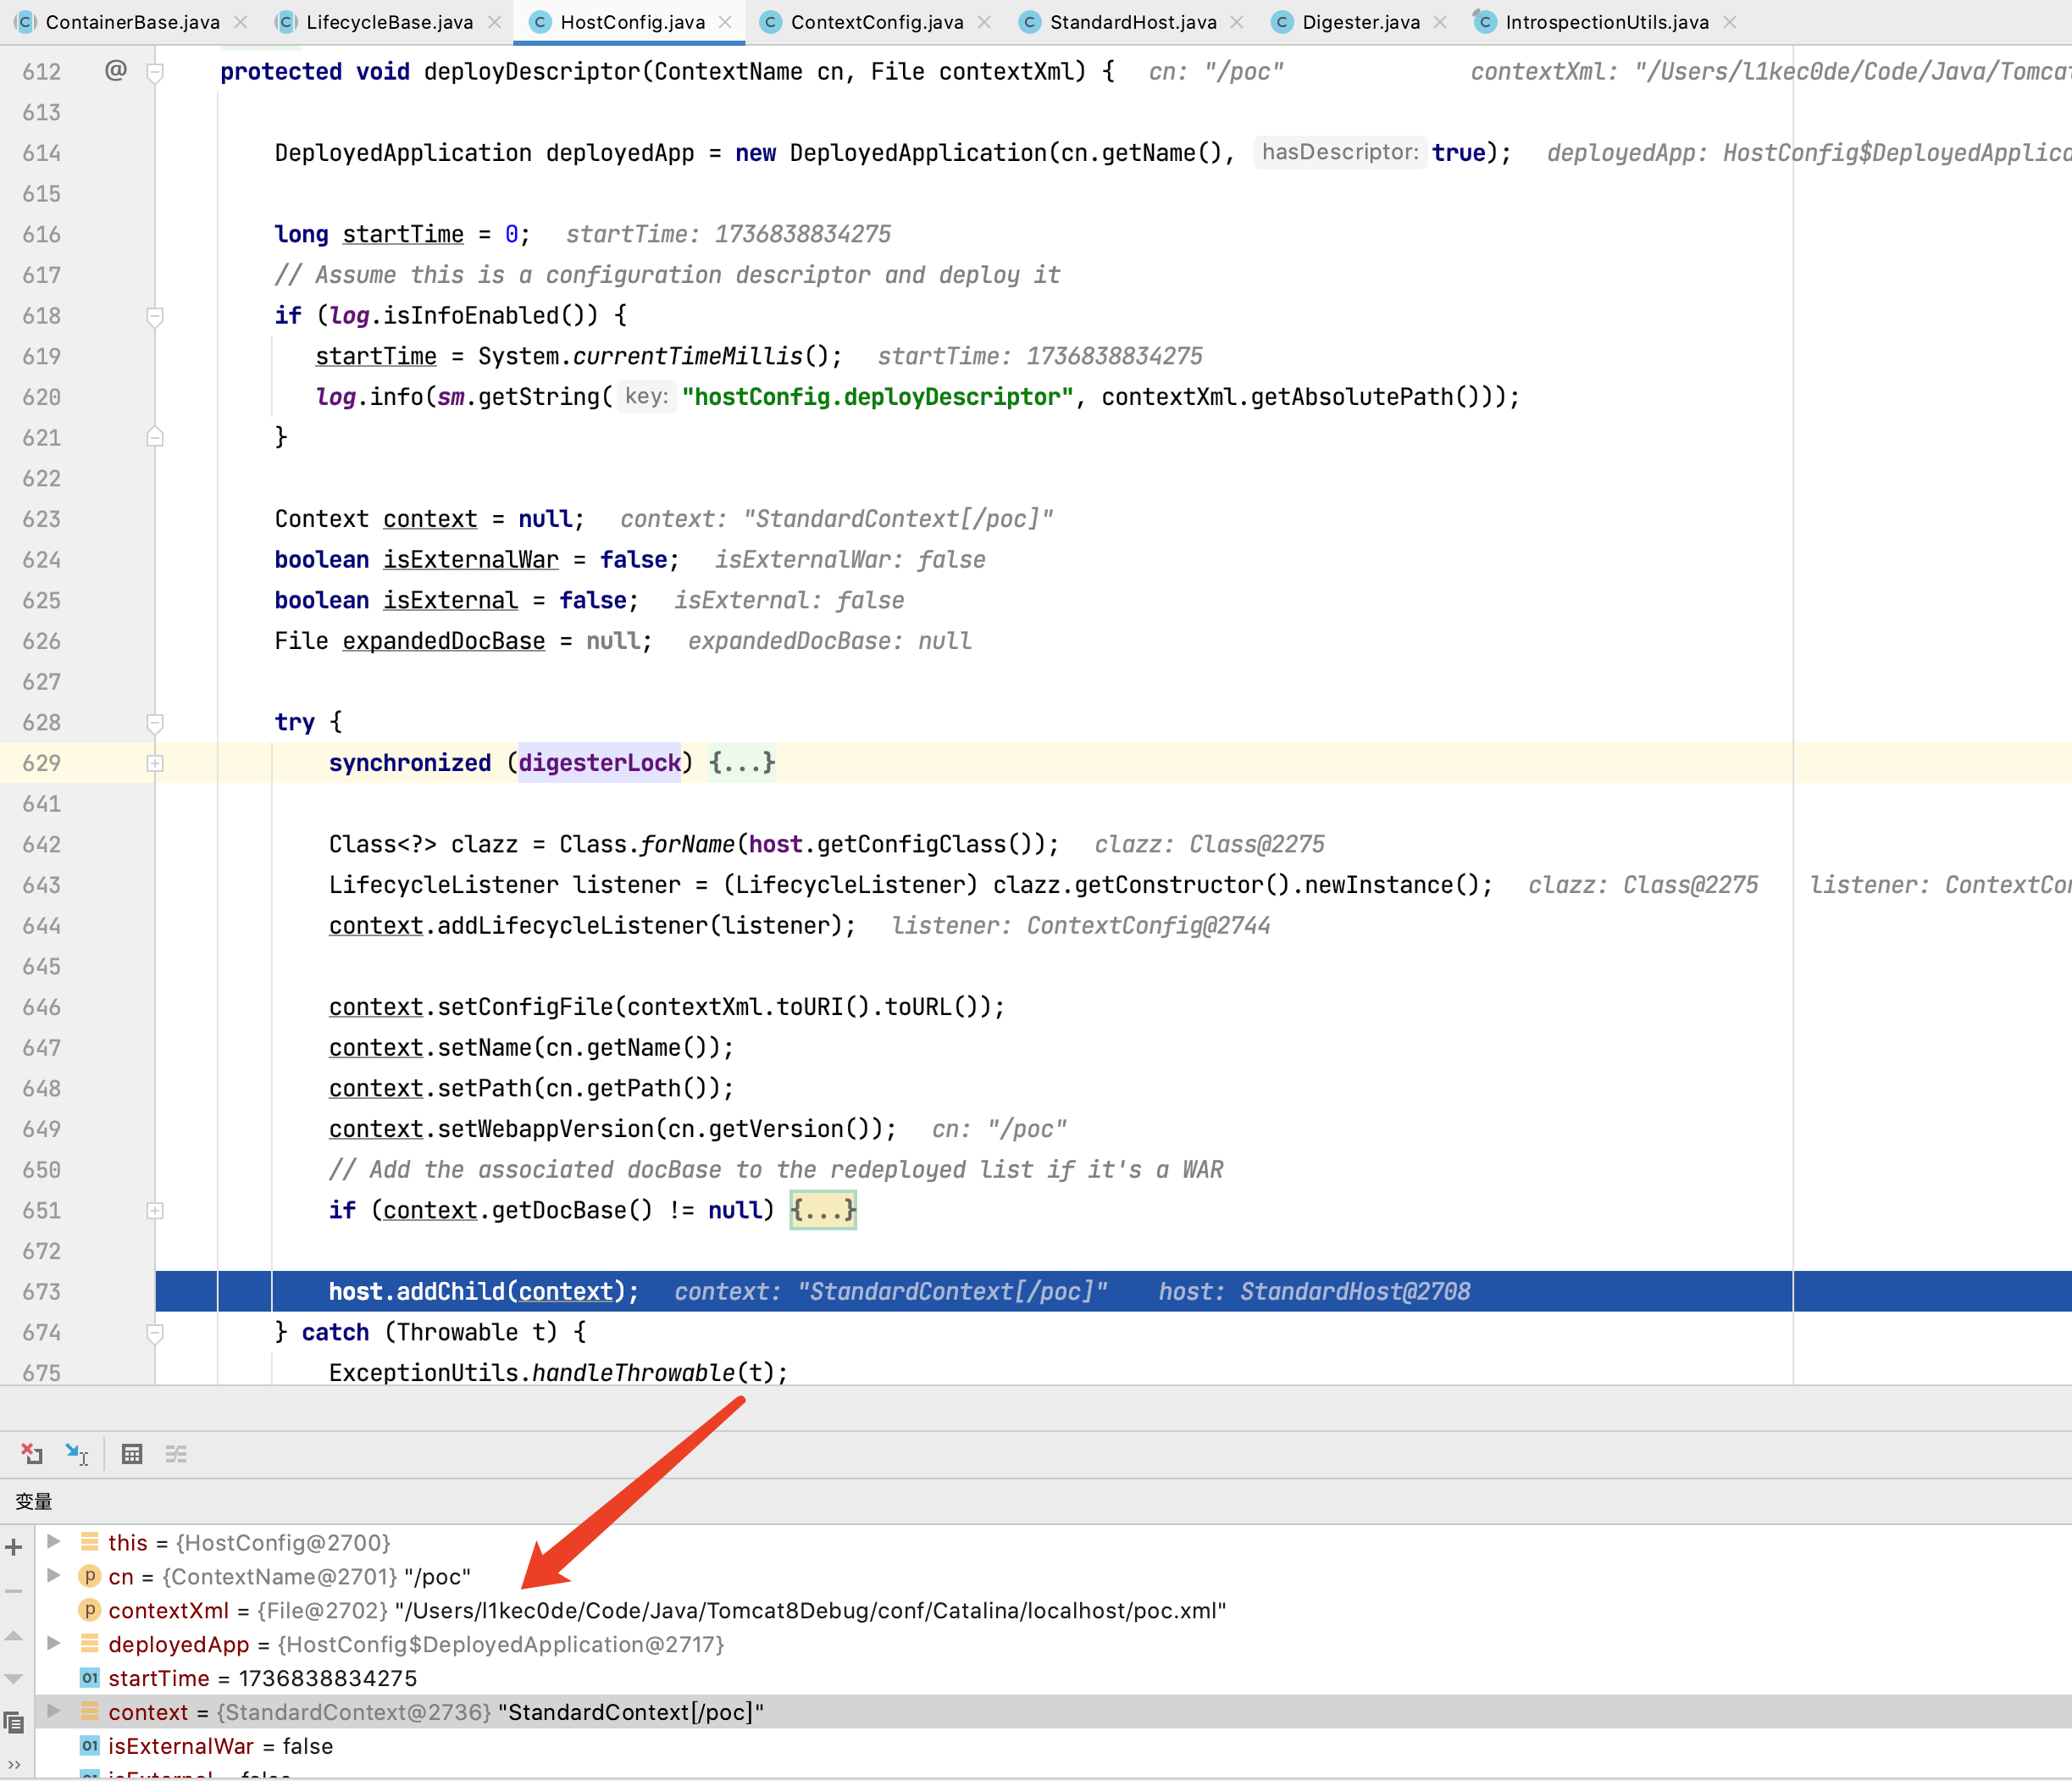 ContainerBase.java LifecycleBase.java HostConfig.java ContextConfig.java StandardHost.java Digester.java IntrospectionUtils.java
612 @ protected void deployDescriptor(ContextName cn, File contextXml) { cn: "/poc" contextXml: "/Users/l1kec0de/Code/Java/Tomcat
613
614 DeployedApplication deployedApp = new DeployedApplication(cn.getName(), hasDescriptor: true); deployedApp: HostConfig$DeployedApplica
615
616 long startTime = 0; startTime: 1736838834275
617 // Assume this is a configuration descriptor and deploy it
618 if (log.isInfoEnabled()) {
619 startTime = System.currentTimeMillis(); startTime: 1736838834275
620 log.info(sm.getString( key: "hostConfig.deployDescriptor", contextXml.getAbsolutePath()));
621 }
622
623 Context context = null; context: "StandardContext[/poc]"
624 boolean isExternalWar = false; isExternalWar: false
625 boolean isExternal = false; isExternal: false
626 File expandedDocBase = null; expandedDocBase: null
627
628 try {
629 synchronized (digesterLock) {...}
641
642 Class<?> clazz = Class.forName(host.getConfigClass()); clazz: Class@2275
643 LifecycleListener listener = (LifecycleListener) clazz.getConstructor().newInstance(); clazz: Class@2275 listener: ContextCon
644 context.addLifecycleListener(listener); listener: ContextConfig@2744
645
646 context.setConfigFile(contextXml.toURI().toURL());
647 context.setName(cn.getName());
648 context.setPath(cn.getPath());
649 context.setWebappVersion(cn.getVersion()); cn: "/poc"
650 // Add the associated docBase to the redeployed list if it's a WAR
651 if (context.getDocBase() != null) {...}
672
673 host.addChild(context); context: "StandardContext[/poc]" host: StandardHost@2708
674 } catch (Throwable t) {
675 ExceptionUtils.handleThrowable(t);
变量
this = {HostConfig@2700}
cn = {ContextName@2701} "/poc"
contextXml = {File@2702} "/Users/l1kec0de/Code/Java/Tomcat8Debug/conf/Catalina/localhost/poc.xml"
deployedApp = {HostConfig$DeployedApplication@2717}
startTime = 1736838834275
context = {StandardContext@2736} "StandardContext[/poc]"
isExternalWar = false
isExternal = false